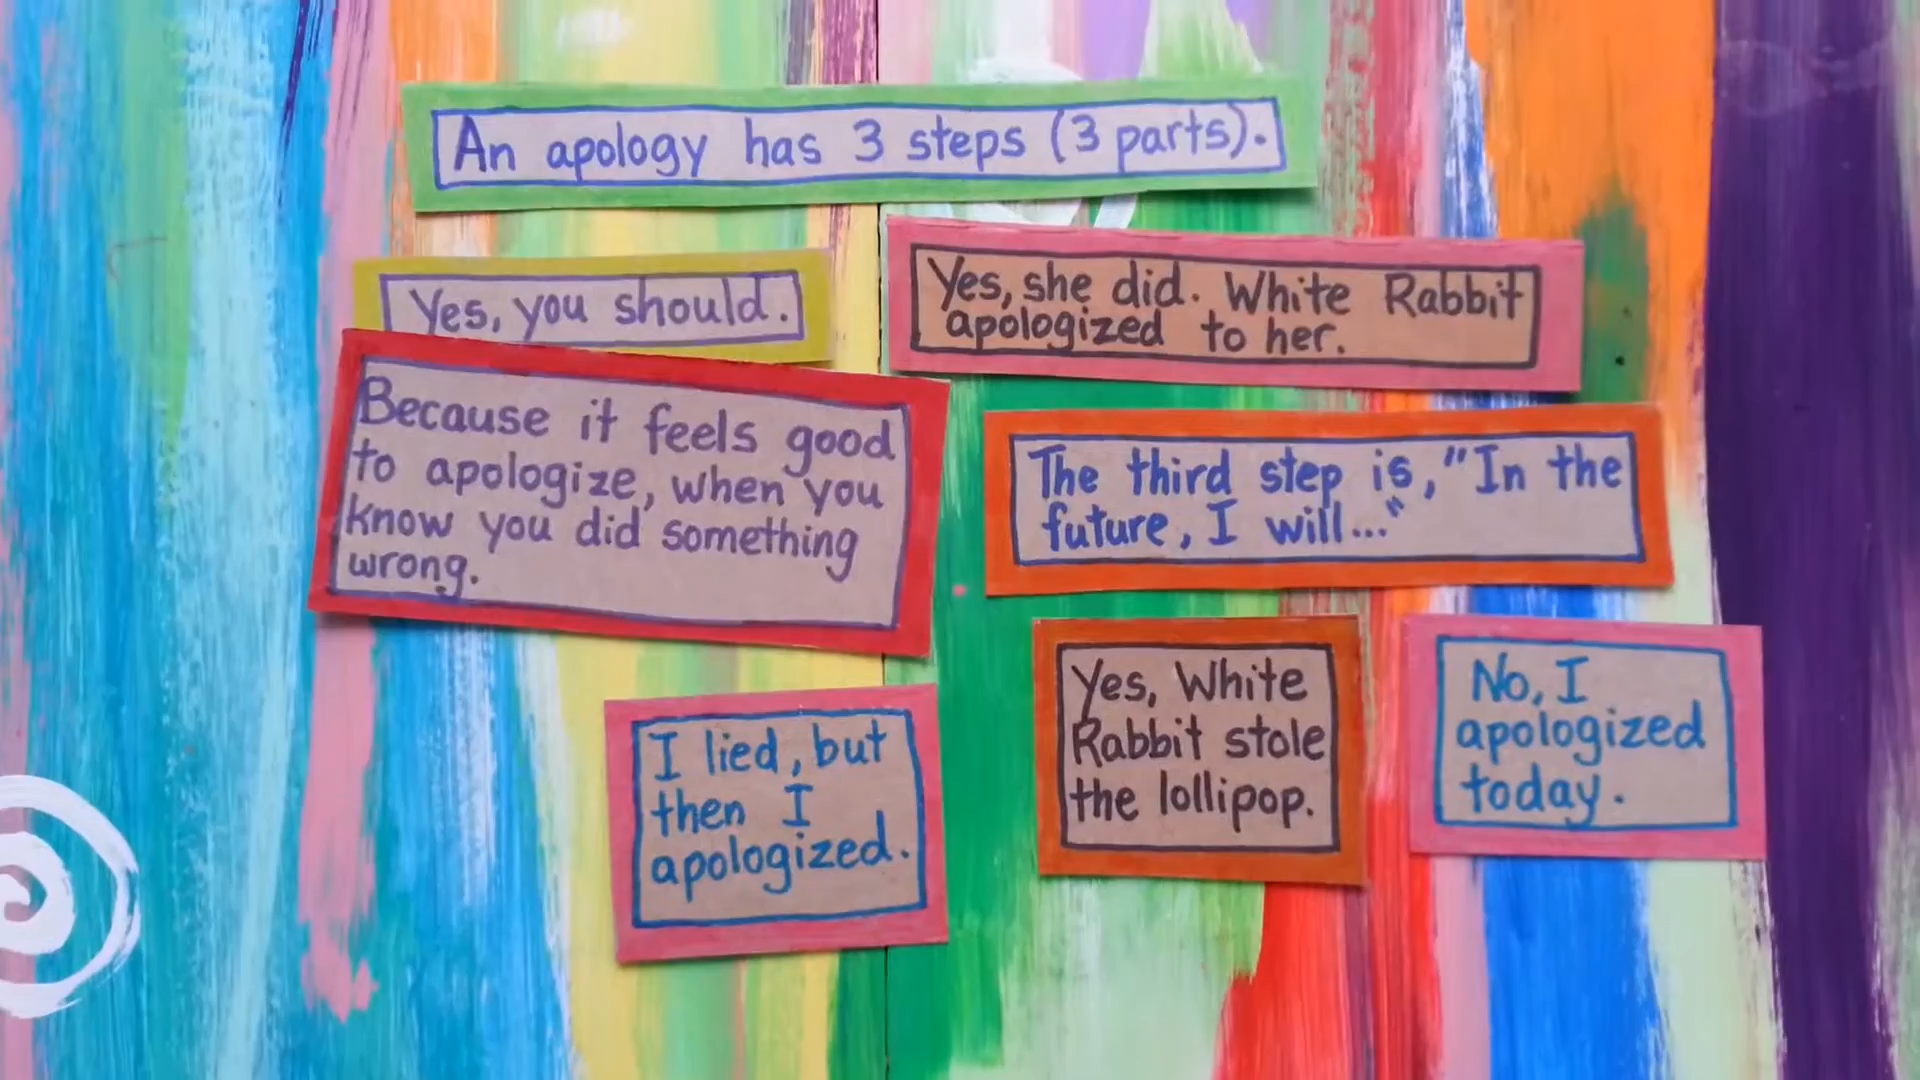 An apology has 3 steps (3 parts).
Yes, you should.
Yes, she did. White Rabbit
apologized to her.
Because it feels good
to apologize, when you
know you did something
wrong.
The third step is, "In the
future, I will..."
I lied, but
then I
apologized.
Yes, White
Rabbit stole
the lollipop.
No, I
apologized
today.